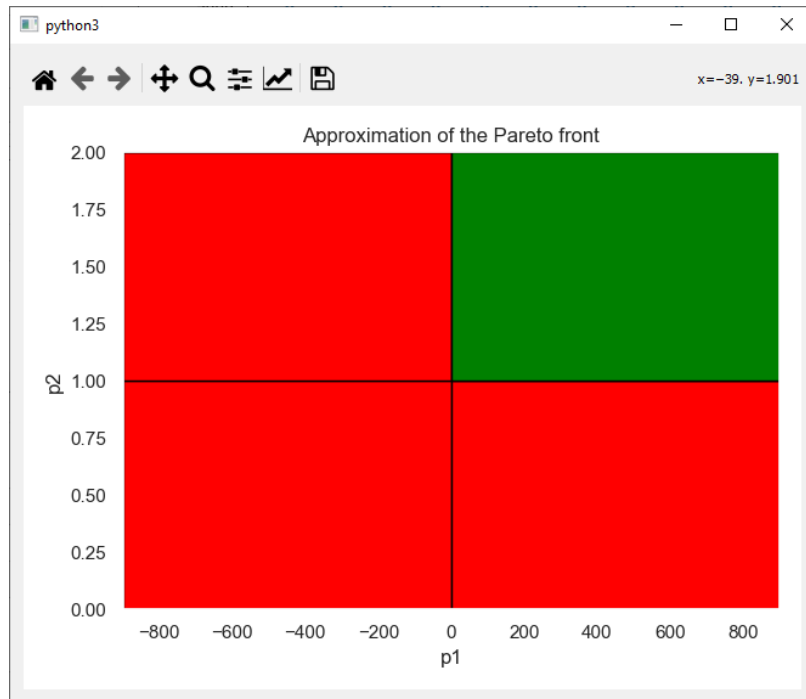 python3
x=−39. y=1.901
Approximation of the Pareto front
2.00
1.75
1.50
1.25
p2
1.00
0.75
0.50
0.25
0.00
−800 −600 −400 −200 0 200 400 600 800
p1